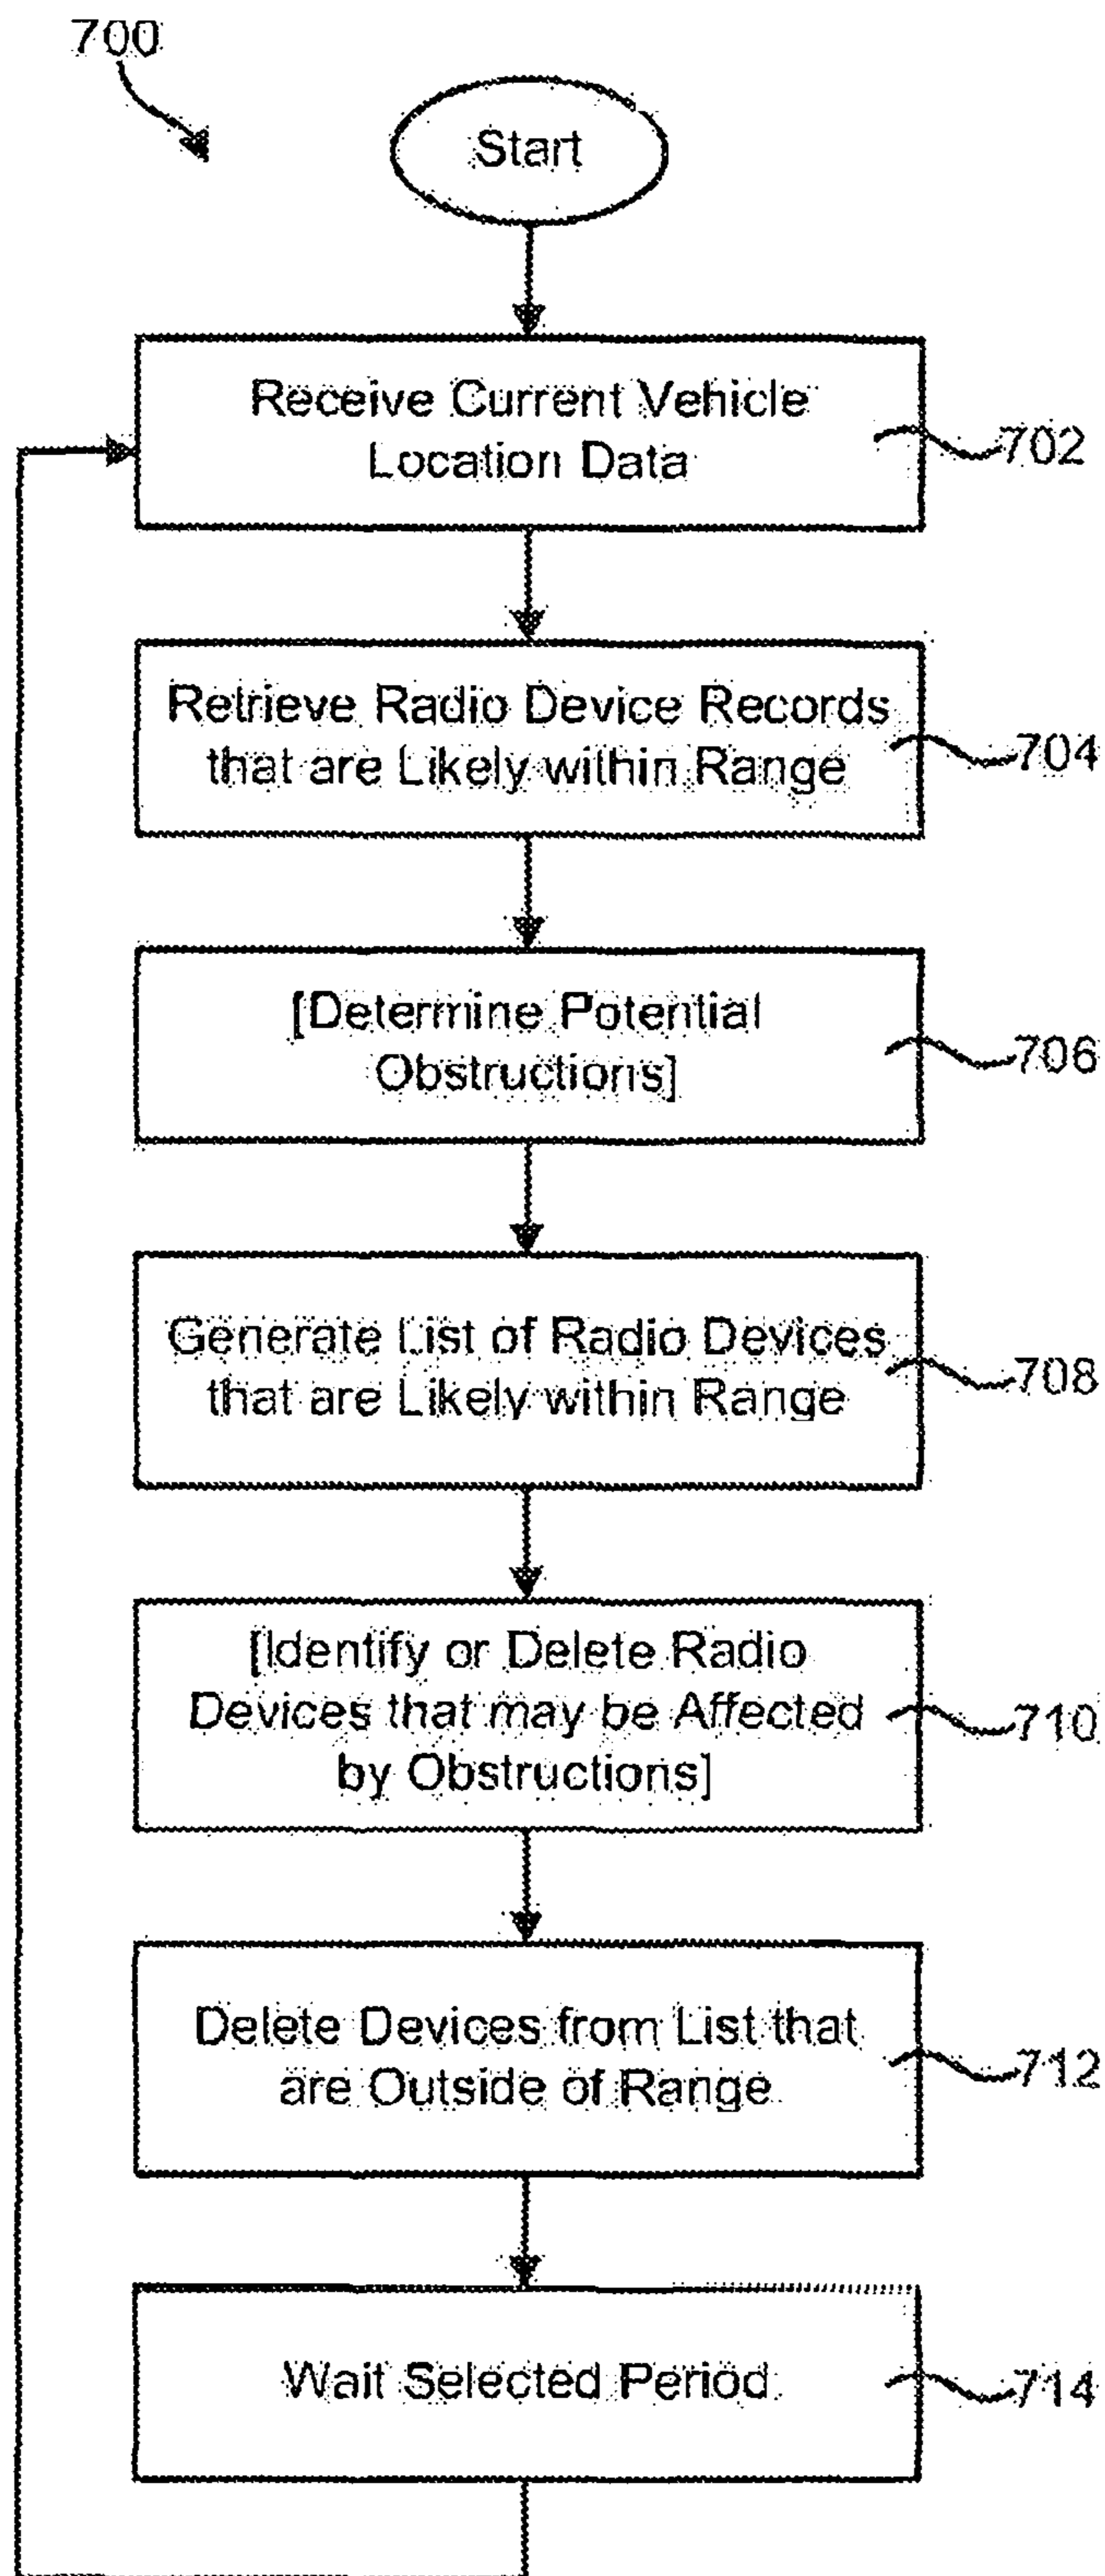 700
Start
Receive Current Vehicle
Location Data
702
Retrieve Radio Device Records
that are Likely within Range
704
[Determine Potential
Obstructions]
706
Generate List of Radio Devices
that are Likely within Range
708
[Identify or Delete Radio
Devices that may be Affected
by Obstructions]
710
Delete Devices from List that
are Outside of Range
712
Wait Selected Period
714